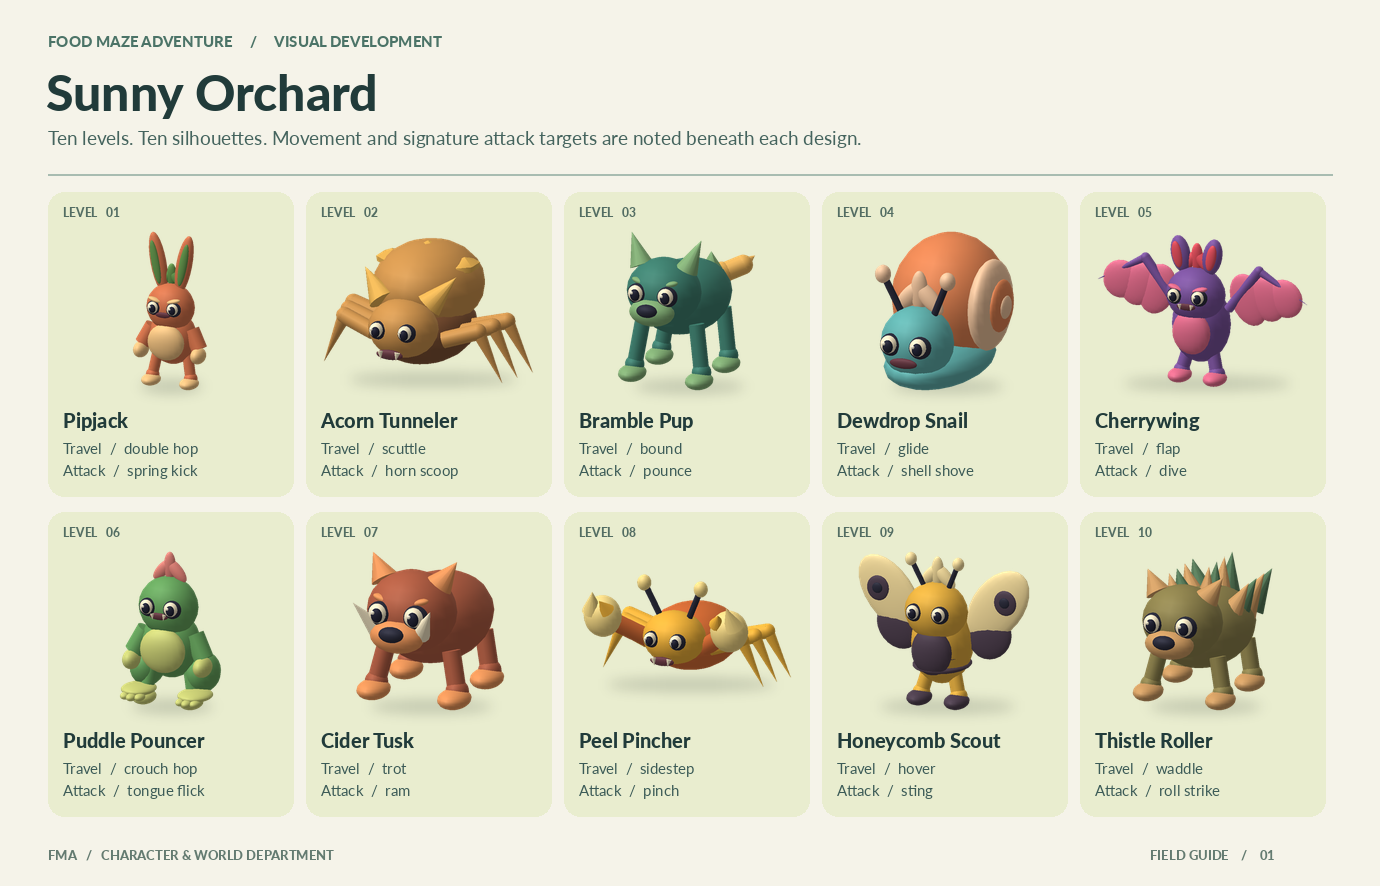 FOOD MAZE ADVENTURE / VISUAL DEVELOPMENT
Sunny Orchard
Ten levels. Ten silhouettes. Movement and signature attack targets are noted beneath each design.
LEVEL 01
Pipjack
Travel / double hop
Attack / spring kick
LEVEL 02
Acorn Tunneler
Travel / scuttle
Attack / horn scoop
LEVEL 03
Bramble Pup
Travel / bound
Attack / pounce
LEVEL 04
Dewdrop Snail
Travel / glide
Attack / shell shove
LEVEL 05
Cherrywing
Travel / flap
Attack / dive
LEVEL 06
Puddle Pouncer
Travel / crouch hop
Attack / tongue flick
LEVEL 07
Cider Tusk
Travel / trot
Attack / ram
LEVEL 08
Peel Pincher
Travel / sidestep
Attack / pinch
LEVEL 09
Honeycomb Scout
Travel / hover
Attack / sting
LEVEL 10
Thistle Roller
Travel / waddle
Attack / roll strike
FMA / CHARACTER & WORLD DEPARTMENT
FIELD GUIDE / 01